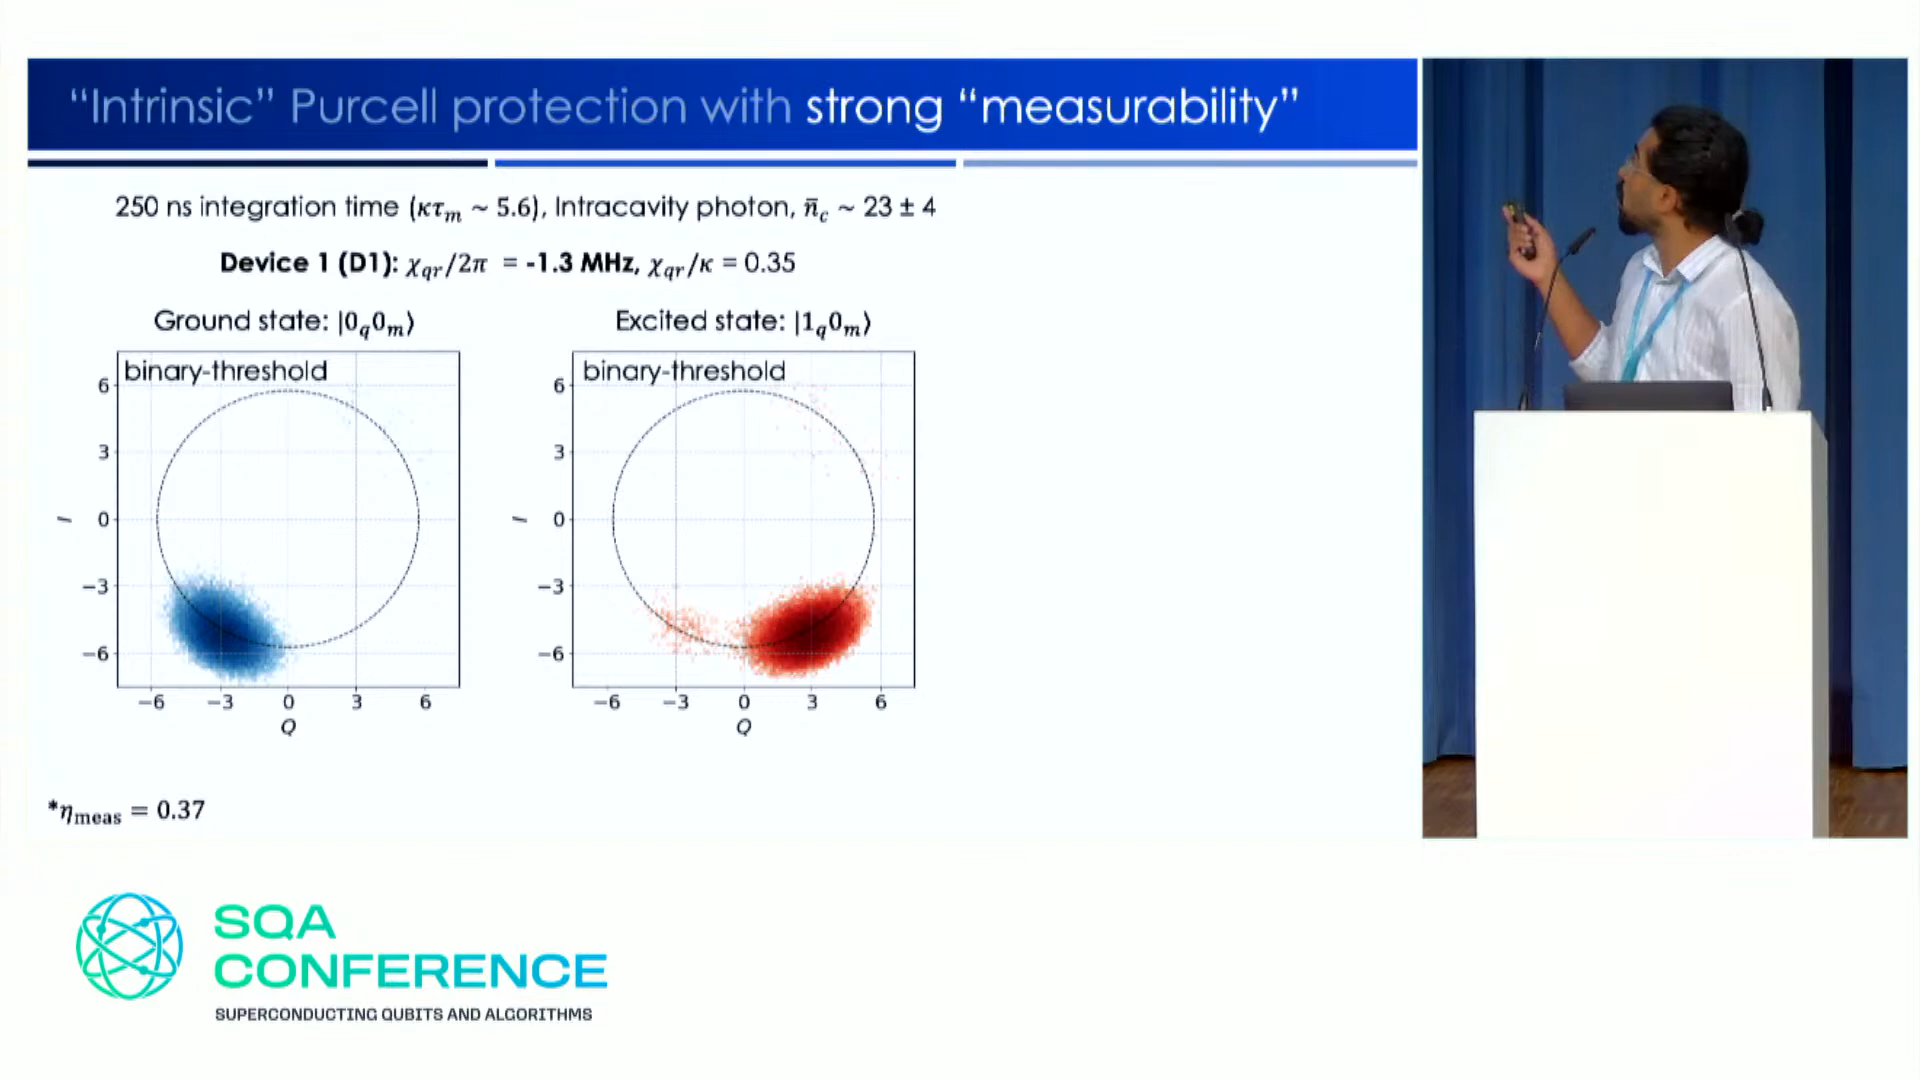 “Intrinsic” Purcell protection with strong “measurability”
250 ns integration time (κτₘ ~ 5.6), Intracavity photon, n̄_c ~ 23 ± 4
Device 1 (D1): χ_qr/2π = -1.3 MHz, χ_qr/κ = 0.35
Ground state: |0_q0ₘ⟩
Excited state: |1_q0ₘ⟩
binary-threshold
6
3
0
−3
−6
I
−6 −3 0 3 6
Q
binary-threshold
6
3
0
−3
−6
I
−6 −3 0 3 6
Q
*η_meas = 0.37
SQA
CONFERENCE
SUPERCONDUCTING QUBITS AND ALGORITHMS